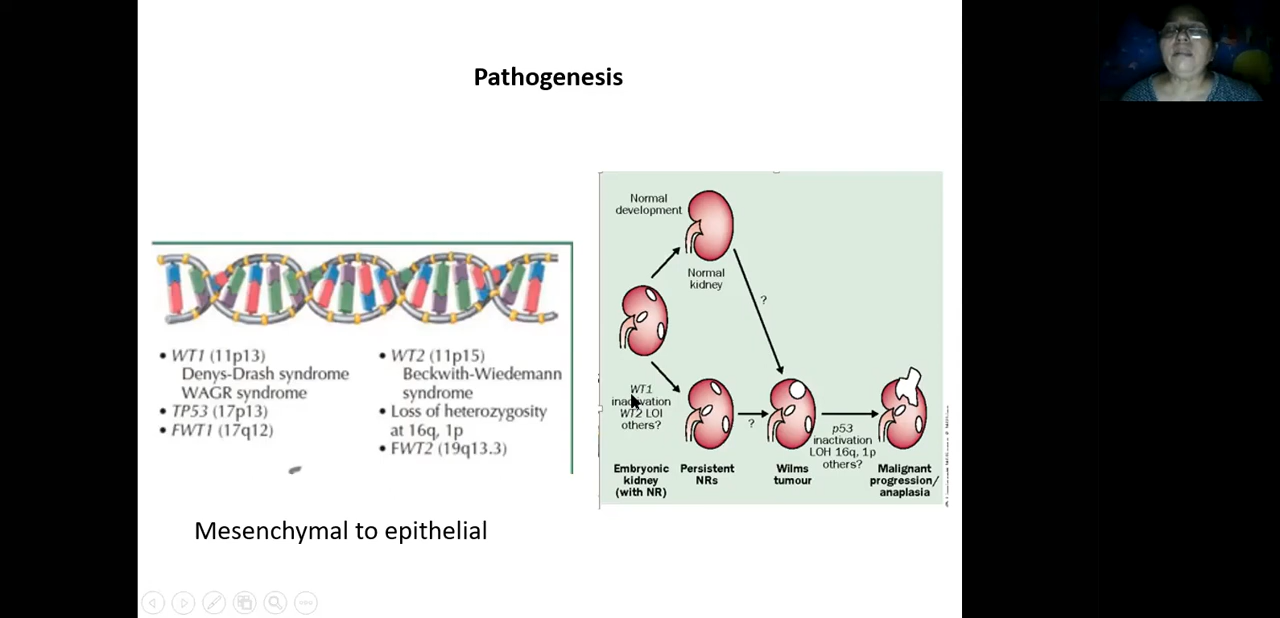 Pathogenesis
• WT1 (11p13)
Denys-Drash syndrome
WAGR syndrome
• TP53 (17p13)
• FWT1 (17q12)
• WT2 (11p15)
Beckwith-Wiedemann
syndrome
• Loss of heterozygosity
at 16q, 1p
• FWT2 (19q13.3)
Mesenchymal to epithelial
Normal
development
Normal
kidney
?
WT1
inactivation
WT2 LOI
others?
?
p53
inactivation
LOH 16q, 1p
others?
Embryonic
kidney
(with NR)
Persistent
NRs
Wilms
tumour
Malignant
progression/
anaplasia